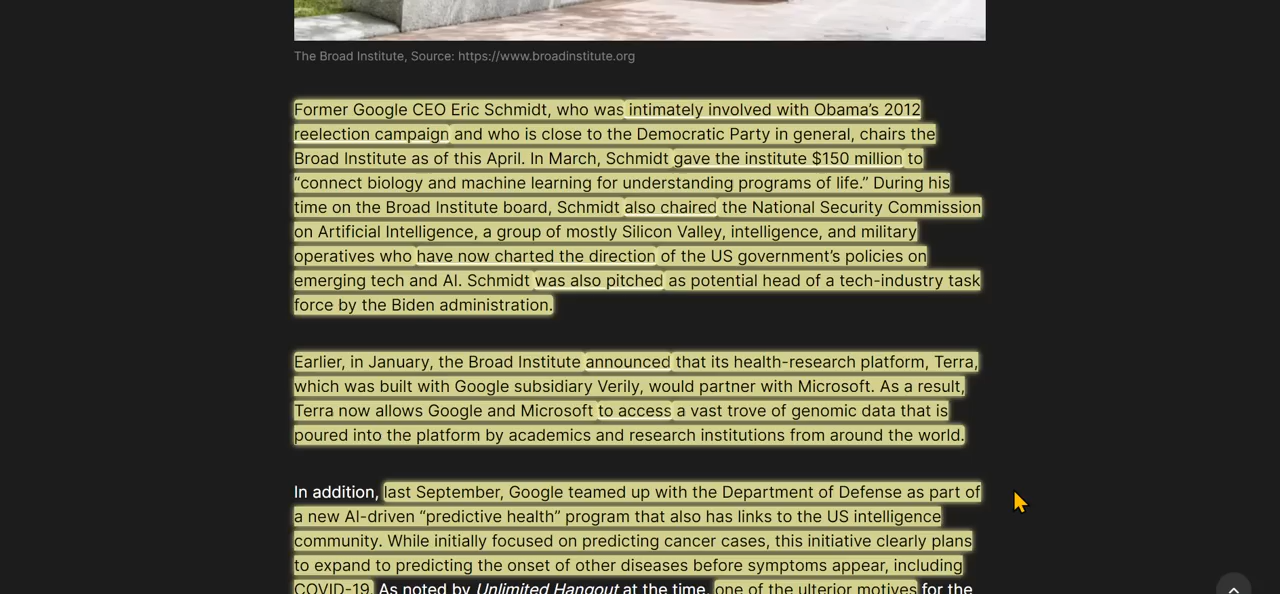 The Broad Institute, Source: https://www.broadinstitute.org
Former Google CEO Eric Schmidt, who was intimately involved with Obama’s 2012
reelection campaign and who is close to the Democratic Party in general, chairs the
Broad Institute as of this April. In March, Schmidt gave the institute $150 million to
“connect biology and machine learning for understanding programs of life.” During his
time on the Broad Institute board, Schmidt also chaired the National Security Commission
on Artificial Intelligence, a group of mostly Silicon Valley, intelligence, and military
operatives who have now charted the direction of the US government’s policies on
emerging tech and AI. Schmidt was also pitched as potential head of a tech-industry task
force by the Biden administration.
Earlier, in January, the Broad Institute announced that its health-research platform, Terra,
which was built with Google subsidiary Verily, would partner with Microsoft. As a result,
Terra now allows Google and Microsoft to access a vast trove of genomic data that is
poured into the platform by academics and research institutions from around the world.
In addition, last September, Google teamed up with the Department of Defense as part of
a new AI-driven “predictive health” program that also has links to the US intelligence
community. While initially focused on predicting cancer cases, this initiative clearly plans
to expand to predicting the onset of other diseases before symptoms appear, including
COVID-19. As noted by Unlimited Hangout at the time, one of the ulterior motives for the